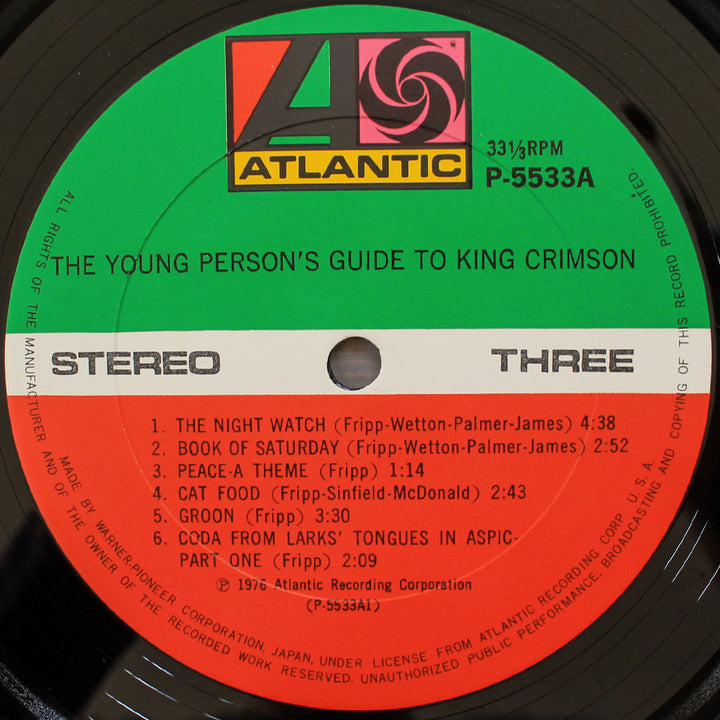 ATLANTIC
33⅓RPM
P-5533A
THE YOUNG PERSON'S GUIDE TO KING CRIMSON
STEREO
THREE
1. THE NIGHT WATCH (Fripp-Wetton-Palmer-James) 4:38
2. BOOK OF SATURDAY (Fripp-Wetton-Palmer-James) 2:52
3. PEACE-A THEME (Fripp) 1:14
4. CAT FOOD (Fripp-Sinfield-McDonald) 2:43
5. GROON (Fripp) 3:30
6. CODA FROM LARKS' TONGUES IN ASPIC-
PART ONE (Fripp) 2:09
℗ 1976 Atlantic Recording Corporation
(P-5533A1)
MADE BY WARNER-PIONEER CORPORATION, JAPAN, UNDER LICENSE FROM ATLANTIC RECORDING CORP. U.S.A.
ALL RIGHTS OF THE MANUFACTURER AND OF THE OWNER OF THE RECORDED WORK RESERVED. UNAUTHORIZED PUBLIC PERFORMANCE, BROADCASTING AND COPYING OF THIS RECORD PROHIBITED.